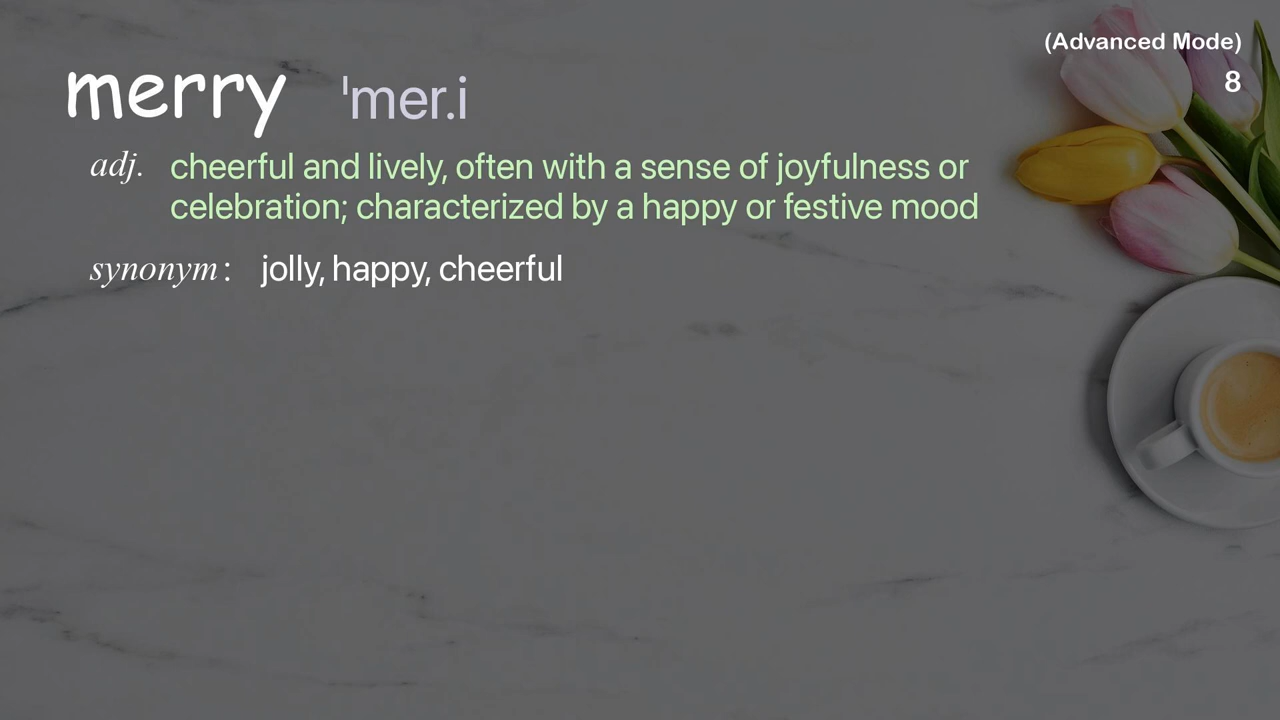 (Advanced Mode)
8
merry ˈmer.i
adj. cheerful and lively, often with a sense of joyfulness or
celebration; characterized by a happy or festive mood
synonym: jolly, happy, cheerful